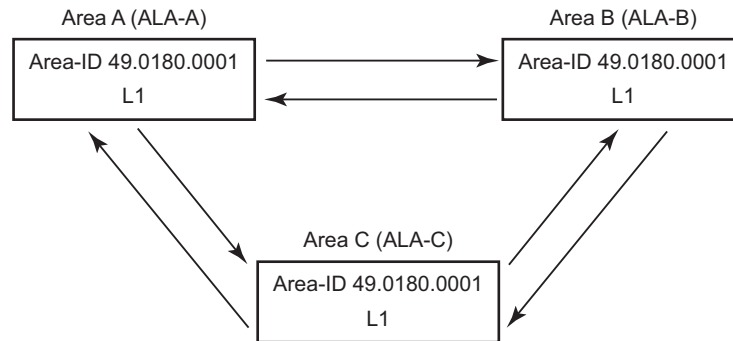 Area A (ALA-A)
Area-ID 49.0180.0001
L1
Area B (ALA-B)
Area-ID 49.0180.0001
L1
Area C (ALA-C)
Area-ID 49.0180.0001
L1